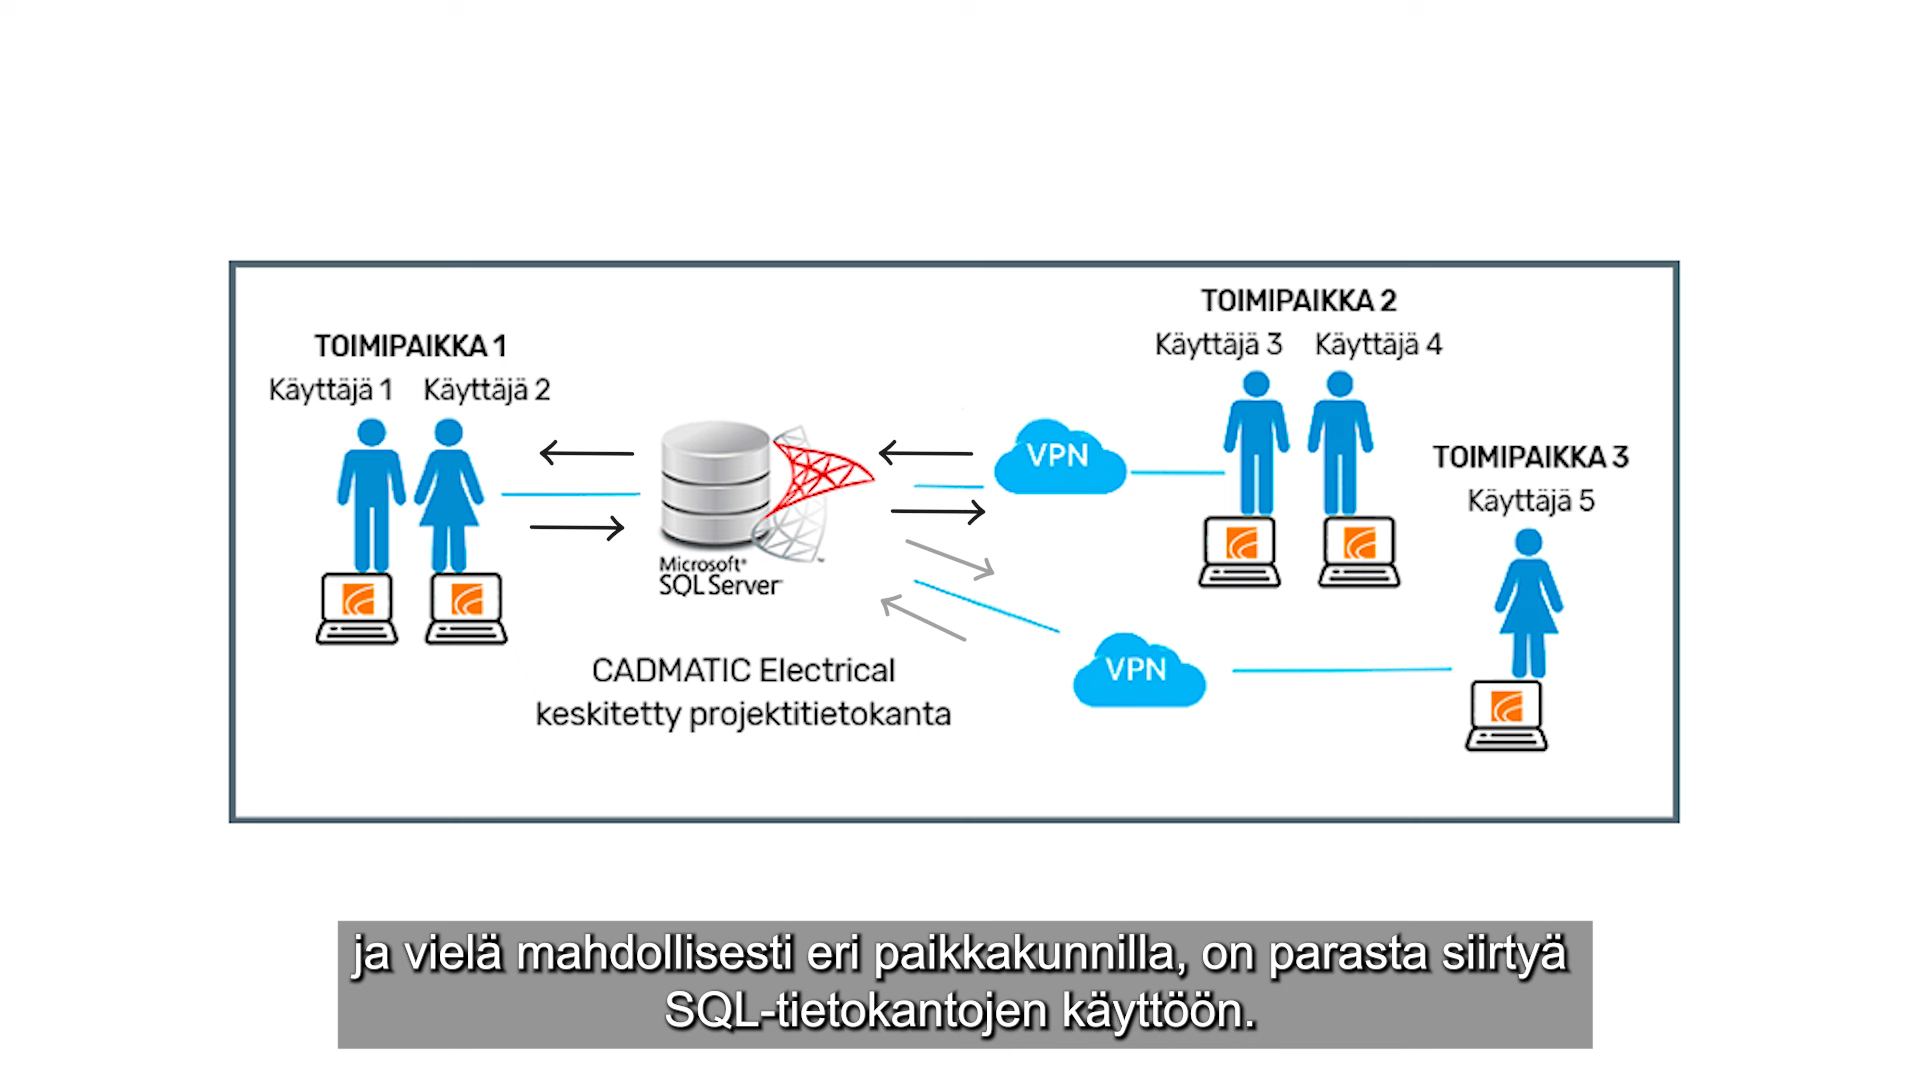 TOIMIPAIKKA 1
Käyttäjä 1 Käyttäjä 2
TOIMIPAIKKA 2
Käyttäjä 3 Käyttäjä 4
TOIMIPAIKKA 3
Käyttäjä 5
VPN
VPN
Microsoft®
SQL Server™
CADMATIC Electrical
keskitetty projektitietokanta
ja vielä mahdollisesti eri paikkakunnilla, on parasta siirtyä
SQL-tietokantojen käyttöön.